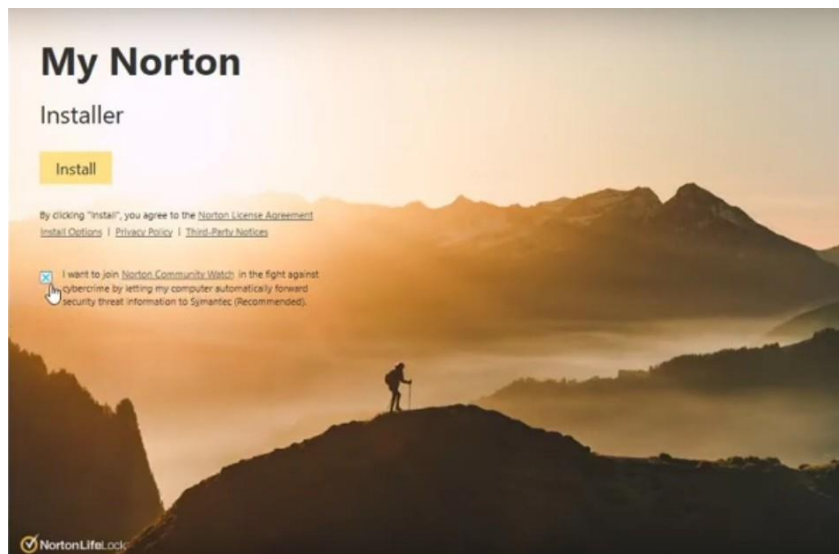 My Norton
Installer
Install
By clicking "Install", you agree to the Norton License Agreement
Install Options | Privacy Policy | Third-Party Notices
I want to join Norton Community Watch in the fight against
cybercrime by letting my computer automatically forward
security threat information to Symantec (Recommended).
NortonLifeLock